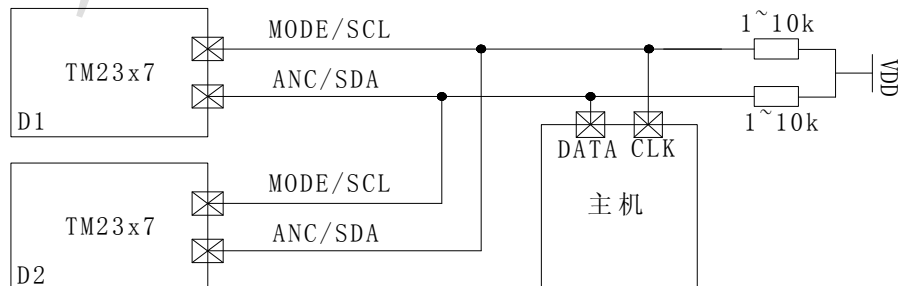 MODE/SCL
1~10k
TM23x7
ANC/SDA
VDD
D1
1~10k
DATA CLK
MODE/SCL
主机
TM23x7
ANC/SDA
D2